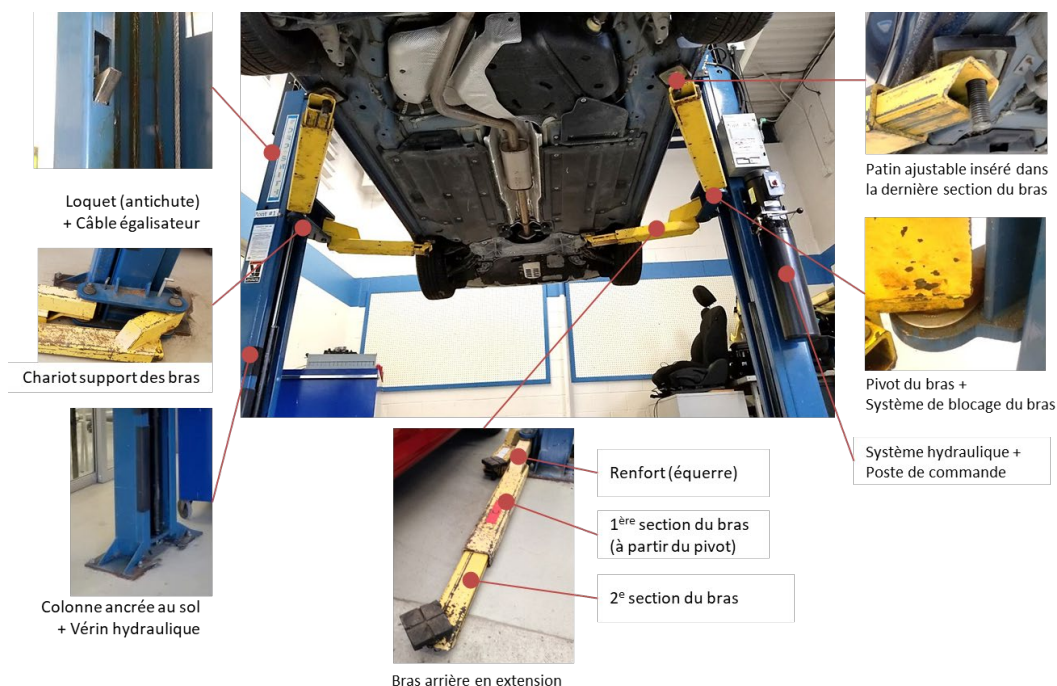 Loquet (antichute)
+ Câble égalisateur
Chariot support des bras
Colonne ancrée au sol
+ Vérin hydraulique
Patin ajustable inséré dans
la dernière section du bras
Pivot du bras +
Système de blocage du bras
Système hydraulique +
Poste de commande
Renfort (équerre)
1ère section du bras
(à partir du pivot)
2e section du bras
Bras arrière en extension